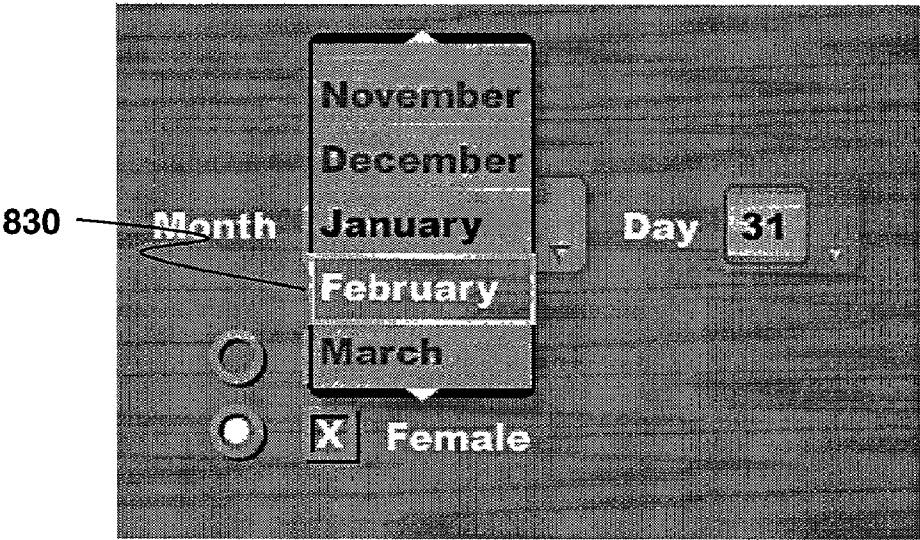 November
December
830 Month January Day 31
February
March
X Female